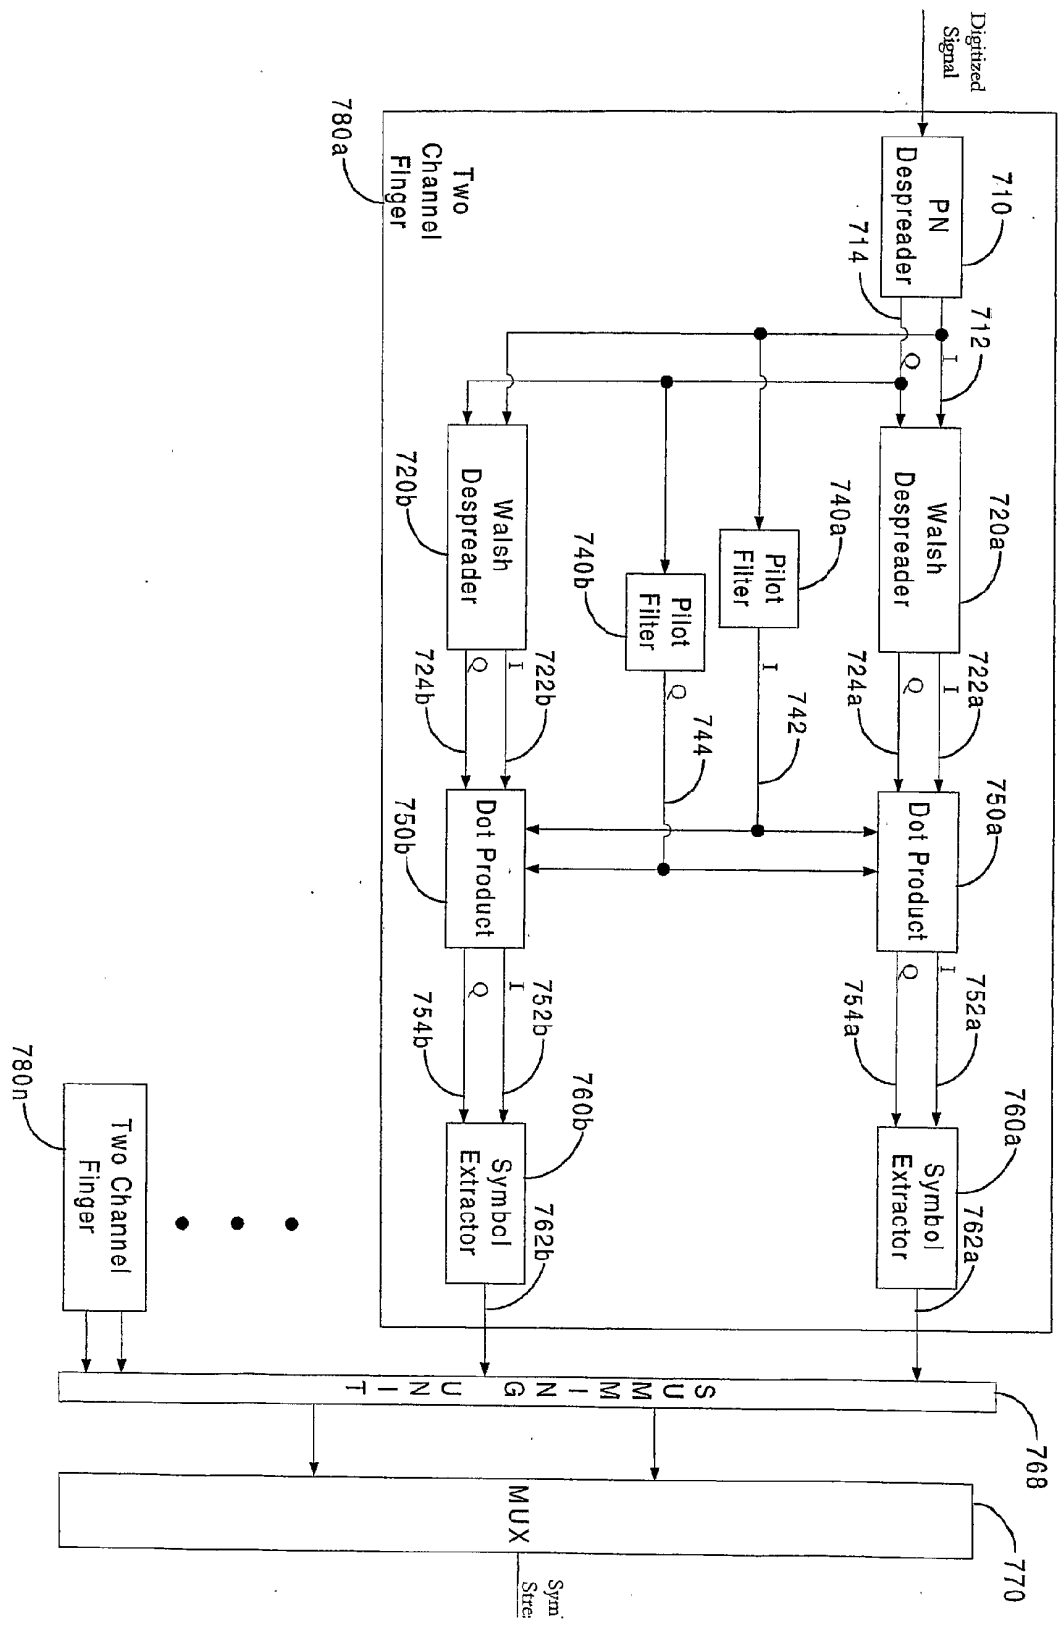 Digitized
Signal
780a
Two
Channel
Finger
710
PN
Despreader
714
712
I
Q
720a
Walsh
Despreader
740a
Pilot
Filter
740b
Pilot
Filter
720b
Walsh
Despreader
722a
I
Q
724a
I
742
Q
744
722b
I
Q
724b
750a
Dot Product
750b
Dot Product
752a
I
Q
754a
752b
I
Q
754b
760a
Symbol
Extractor
762a
760b
Symbol
Extractor
762b
780n
Two Channel
Finger
SUMMING UNIT
768
MUX
770
Sym
Stre